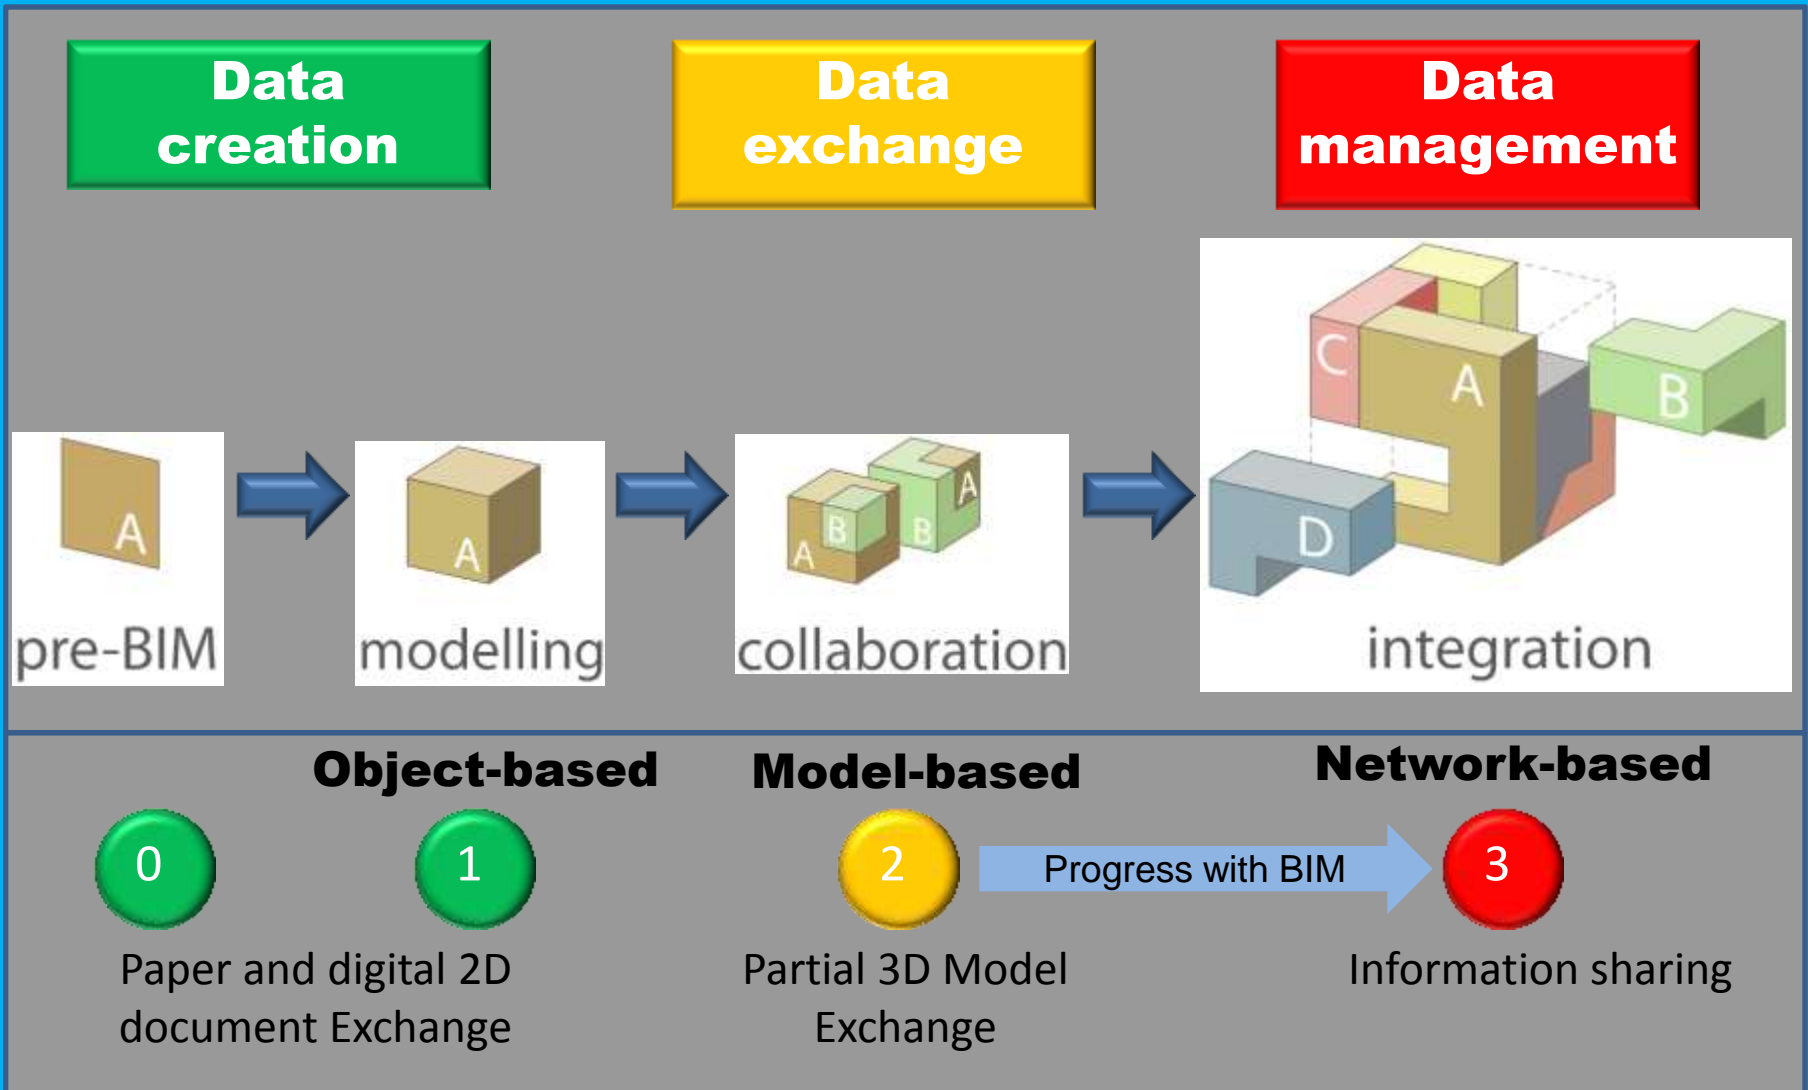 Data
creation
Data
exchange
Data
management
A
pre-BIM
A
modelling
A
B
B
A
collaboration
C
A
B
D
integration
Object-based
Model-based
Network-based
0
1
2
Progress with BIM
3
Paper and digital 2D
document Exchange
Partial 3D Model
Exchange
Information sharing